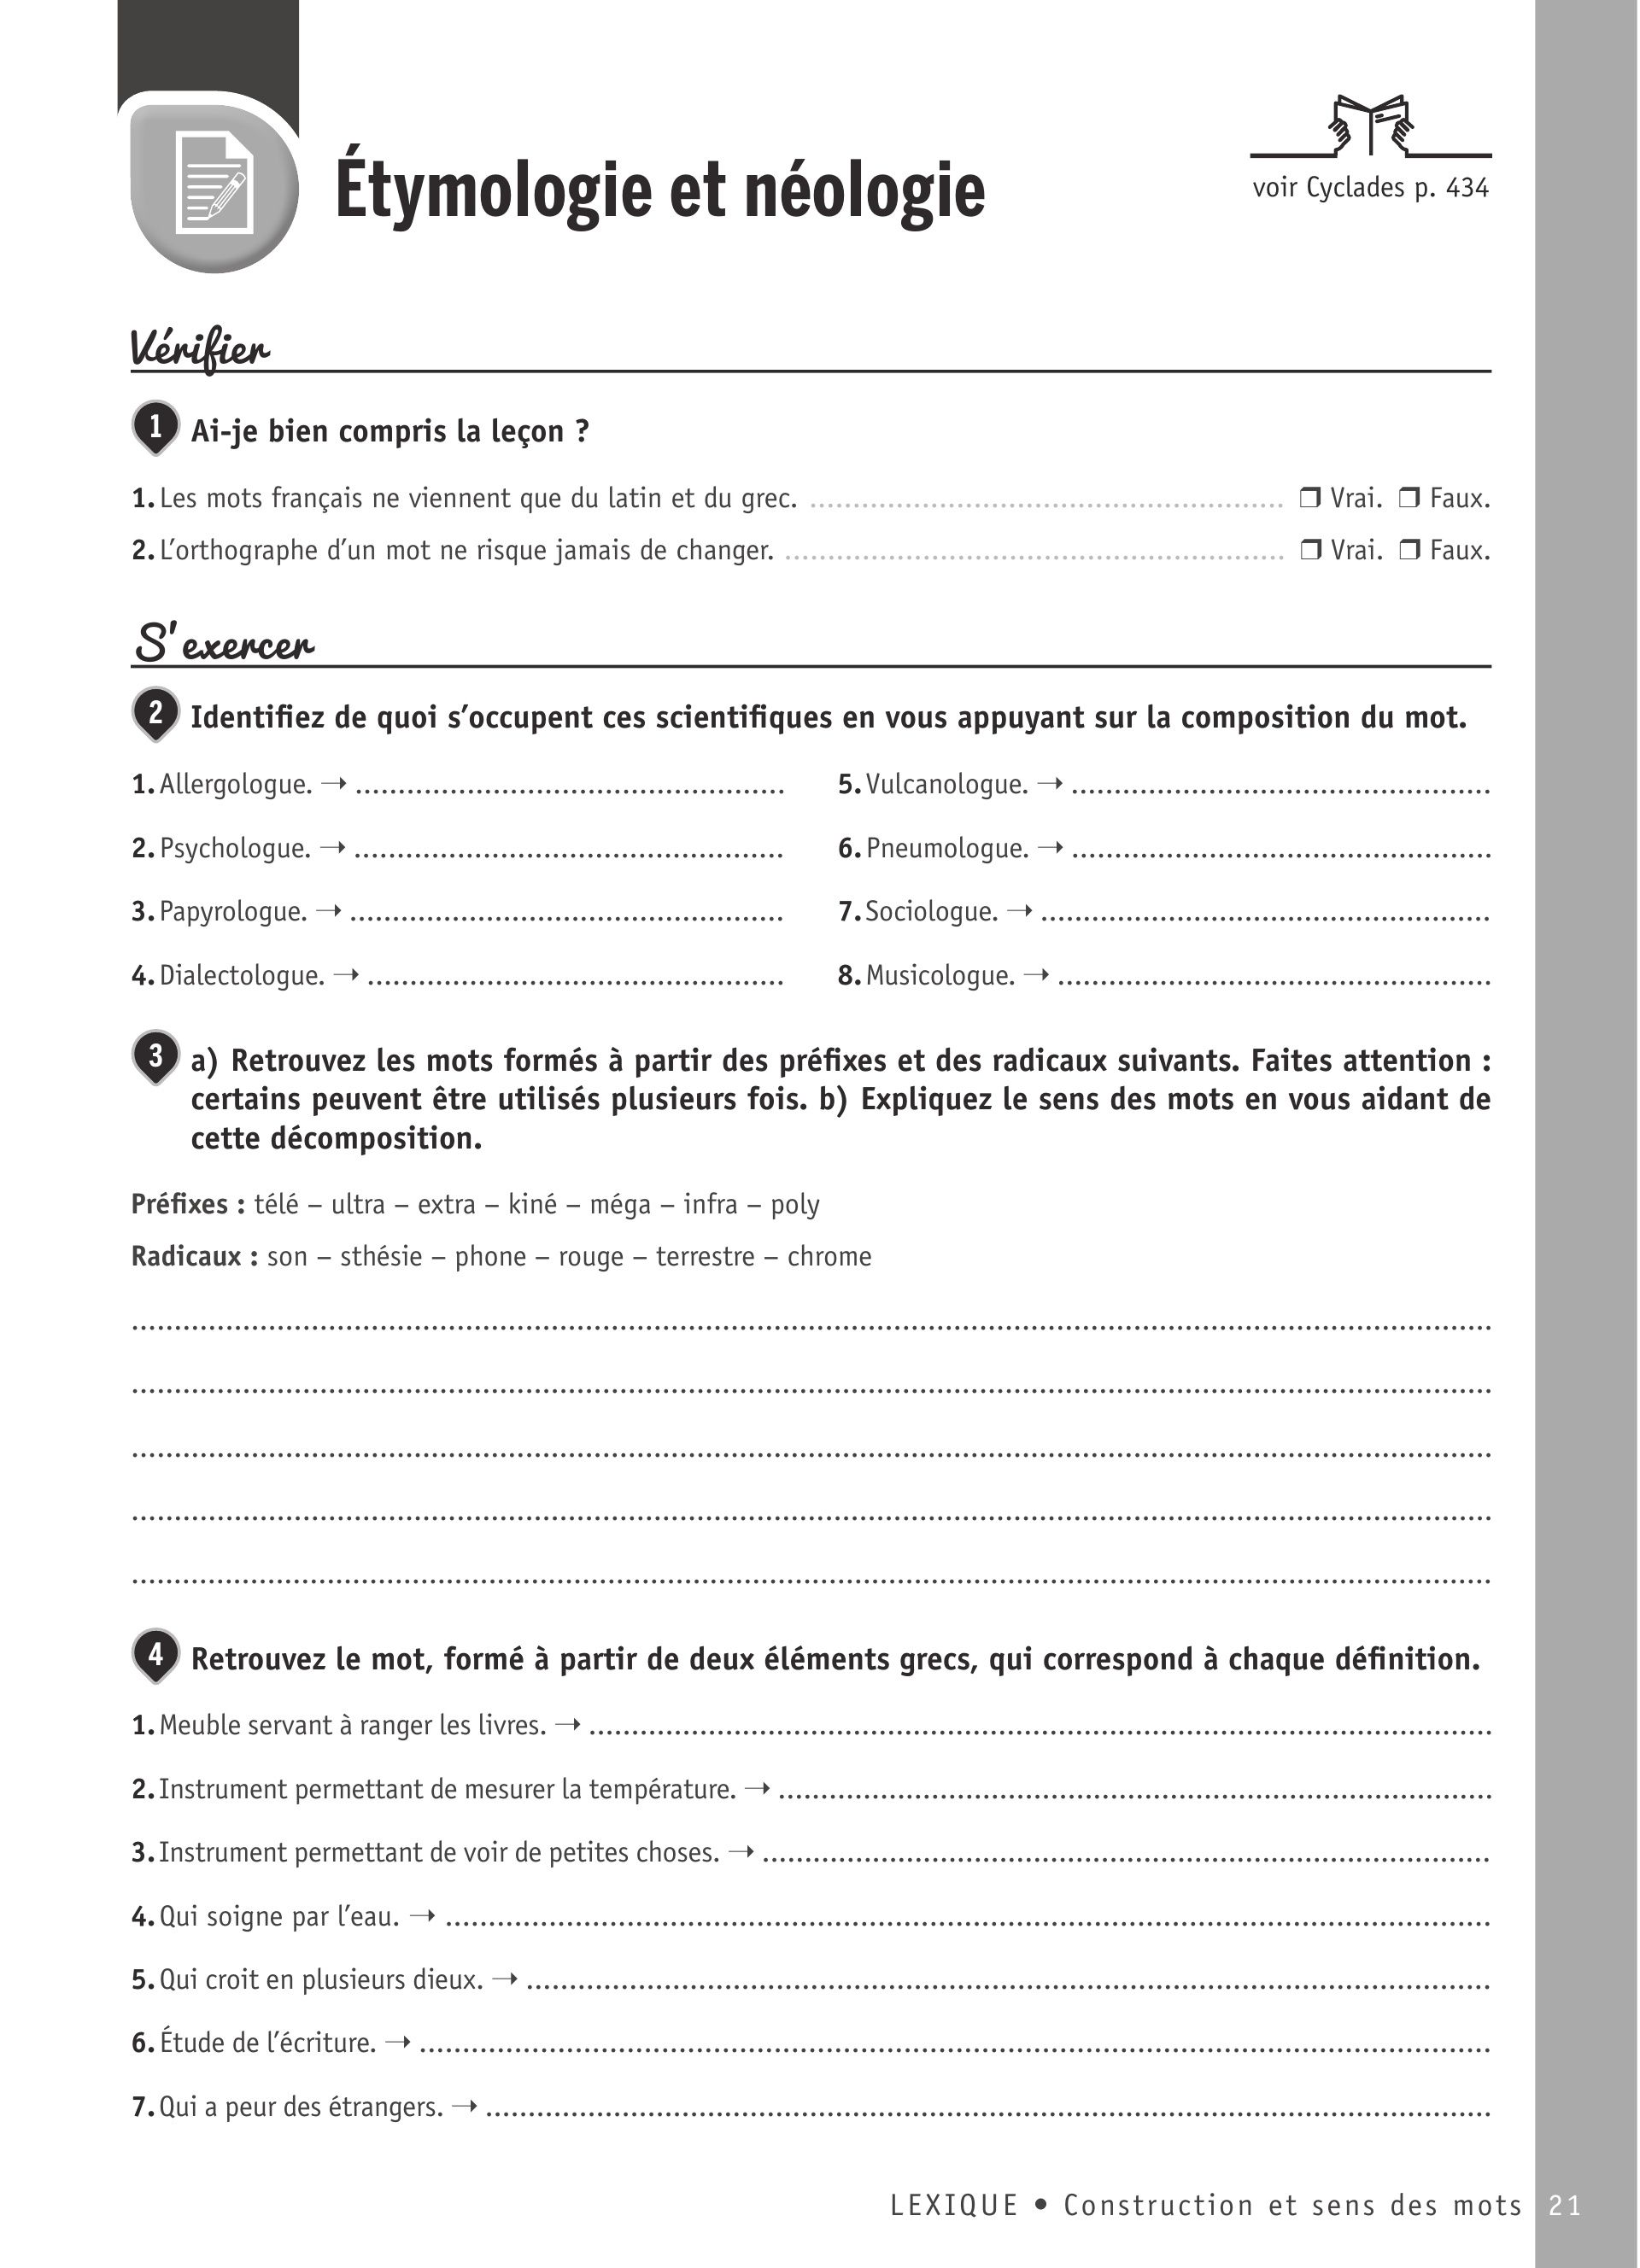 Étymologie et néologie
voir Cyclades p. 434
Vérifier
1 Ai-je bien compris la leçon ?
1. Les mots français ne viennent que du latin et du grec. ........ ❒ Vrai. ❒ Faux.
2. L’orthographe d’un mot ne risque jamais de changer. ........ ❒ Vrai. ❒ Faux.
S'exercer
2 Identifiez de quoi s’occupent ces scientifiques en vous appuyant sur la composition du mot.
1. Allergologue. → ........
2. Psychologue. → ........
3. Papyrologue. → ........
4. Dialectologue. → ........
5. Vulcanologue. → ........
6. Pneumologue. → ........
7. Sociologue. → ........
8. Musicologue. → ........
3 a) Retrouvez les mots formés à partir des préfixes et des radicaux suivants. Faites attention :
certains peuvent être utilisés plusieurs fois. b) Expliquez le sens des mots en vous aidant de
cette décomposition.
Préfixes : télé – ultra – extra – kiné – méga – infra – poly
Radicaux : son – sthésie – phone – rouge – terrestre – chrome
4 Retrouvez le mot, formé à partir de deux éléments grecs, qui correspond à chaque définition.
1. Meuble servant à ranger les livres. → ........
2. Instrument permettant de mesurer la température. → ........
3. Instrument permettant de voir de petites choses. → ........
4. Qui soigne par l’eau. → ........
5. Qui croit en plusieurs dieux. → ........
6. Étude de l’écriture. → ........
7. Qui a peur des étrangers. → ........
LEXIQUE • Construction et sens des mots 21